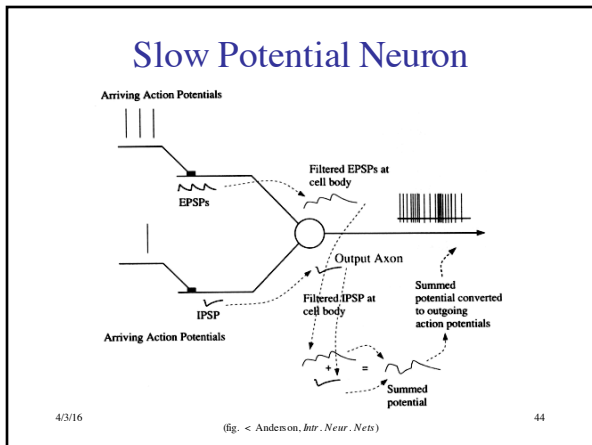 Slow Potential Neuron
Arriving Action Potentials
EPSPs
Filtered EPSPs at
cell body
Output Axon
IPSP
Filtered IPSP at
cell body
Arriving Action Potentials
Summed
potential converted
to outgoing
action potentials
+ =
Summed
potential
4/3/16
(fig. < Anderson, Intr. Neur. Nets)
44